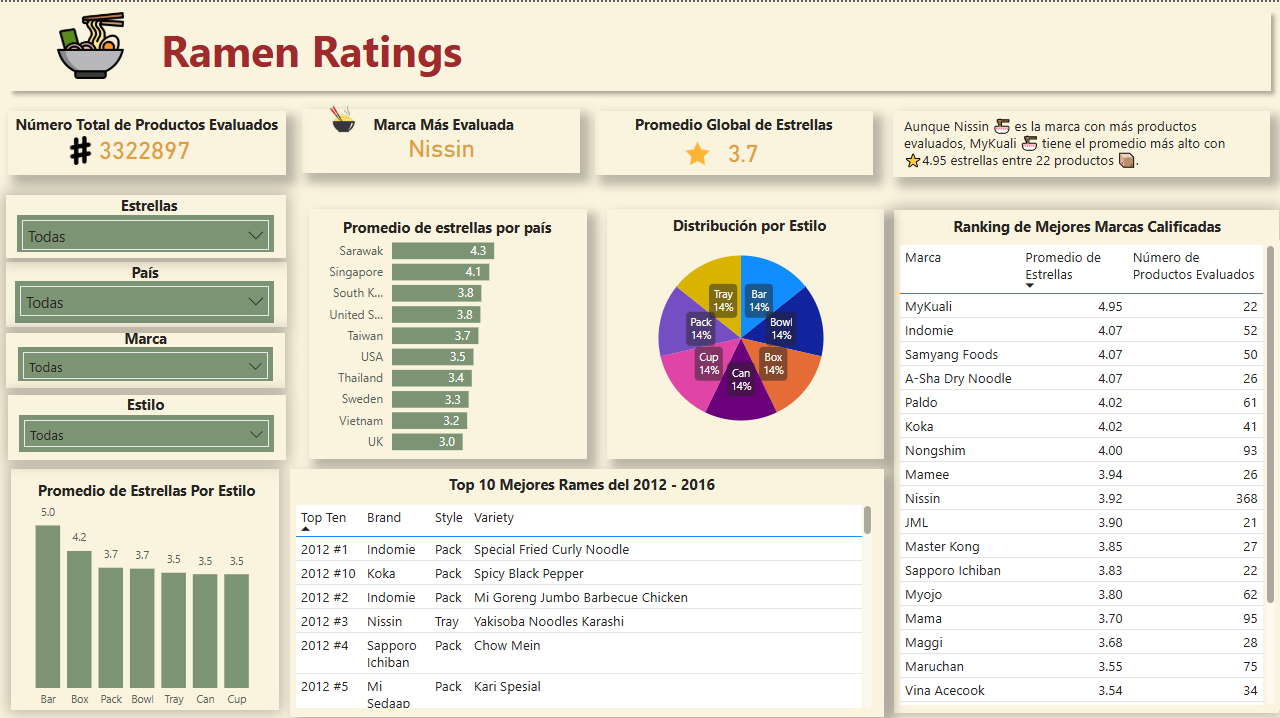 Ramen Ratings
Número Total de Productos Evaluados
# 3322897
Marca Más Evaluada
Nissin
Promedio Global de Estrellas
3.7
Aunque Nissin 🍜 es la marca con más productos
evaluados, MyKuali 🍜 tiene el promedio más alto con
⭐4.95 estrellas entre 22 productos 📦.
Estrellas
Todas
País
Todas
Marca
Todas
Estilo
Todas
Promedio de estrellas por país
Sarawak 4.3
Singapore 4.1
South K... 3.8
United S... 3.8
Taiwan 3.7
USA 3.5
Thailand 3.4
Sweden 3.3
Vietnam 3.2
UK 3.0
Distribución por Estilo
Bar
14%
Bowl
14%
Box
14%
Can
14%
Cup
14%
Pack
14%
Tray
14%
Ranking de Mejores Marcas Calificadas
Marca Promedio de Número de
Estrellas Productos Evaluados
MyKuali 4.95 22
Indomie 4.07 52
Samyang Foods 4.07 50
A-Sha Dry Noodle 4.07 26
Paldo 4.02 61
Koka 4.02 41
Nongshim 4.00 93
Mamee 3.94 26
Nissin 3.92 368
JML 3.90 21
Master Kong 3.85 27
Sapporo Ichiban 3.83 22
Myojo 3.80 62
Mama 3.70 95
Maggi 3.68 28
Maruchan 3.55 75
Vina Acecook 3.54 34
Promedio de Estrellas Por Estilo
5.0 4.2 3.7 3.7 3.5 3.5 3.5
Bar Box Pack Bowl Tray Can Cup
Top 10 Mejores Rames del 2012 - 2016
Top Ten Brand Style Variety
2012 #1 Indomie Pack Special Fried Curly Noodle
2012 #10 Koka Pack Spicy Black Pepper
2012 #2 Indomie Pack Mi Goreng Jumbo Barbecue Chicken
2012 #3 Nissin Tray Yakisoba Noodles Karashi
2012 #4 Sapporo Pack Chow Mein
Ichiban
2012 #5 Mi Pack Kari Spesial
Sedaap